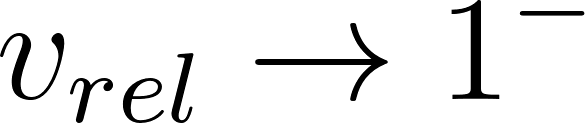 v_{rel} → 1^{-}